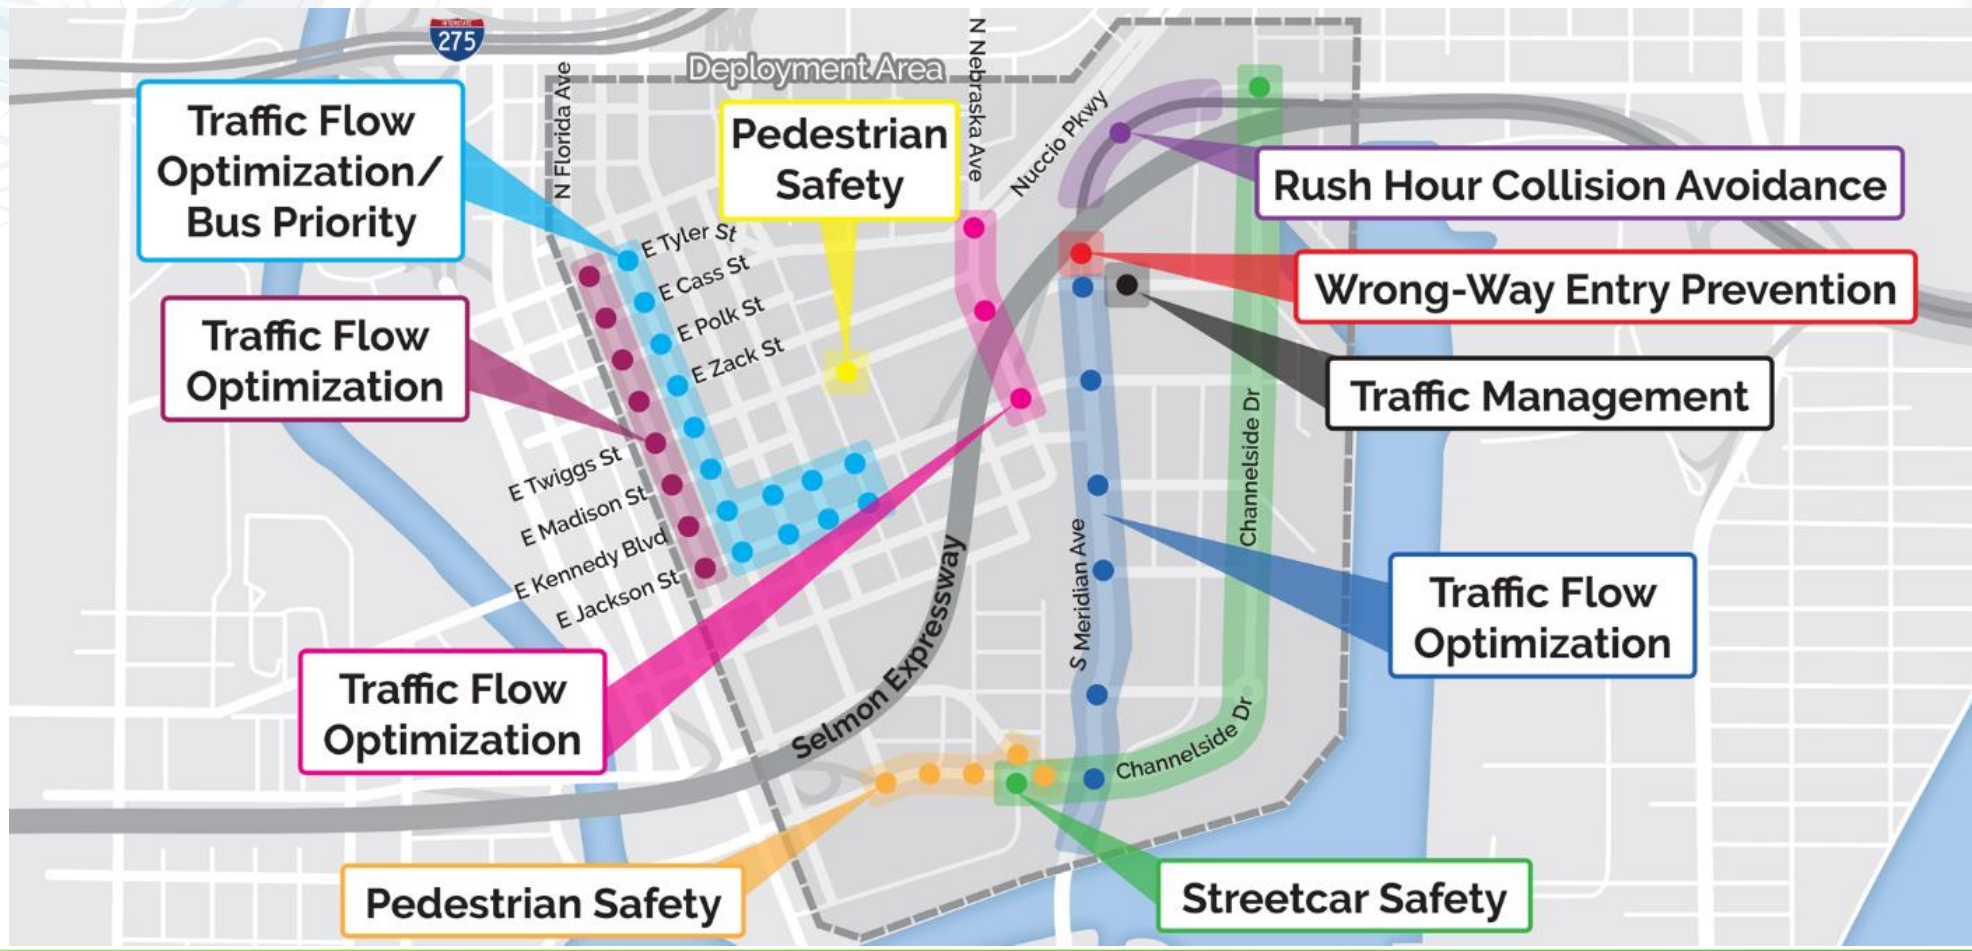 INTERSTATE
275
Deployment Area
N Florida Ave
N Nebraska Ave
Nuccio Pkwy
Traffic Flow
Optimization/
Bus Priority
Pedestrian
Safety
Rush Hour Collision Avoidance
E Tyler St
E Cass St
E Polk St
E Zack St
Wrong-Way Entry Prevention
Traffic Flow
Optimization
Traffic Management
E Twiggs St
E Madison St
E Kennedy Blvd
E Jackson St
Channelside Dr
S Meridian Ave
Selmon Expressway
Traffic Flow
Optimization
Traffic Flow
Optimization
Channelside Dr
Pedestrian Safety
Streetcar Safety